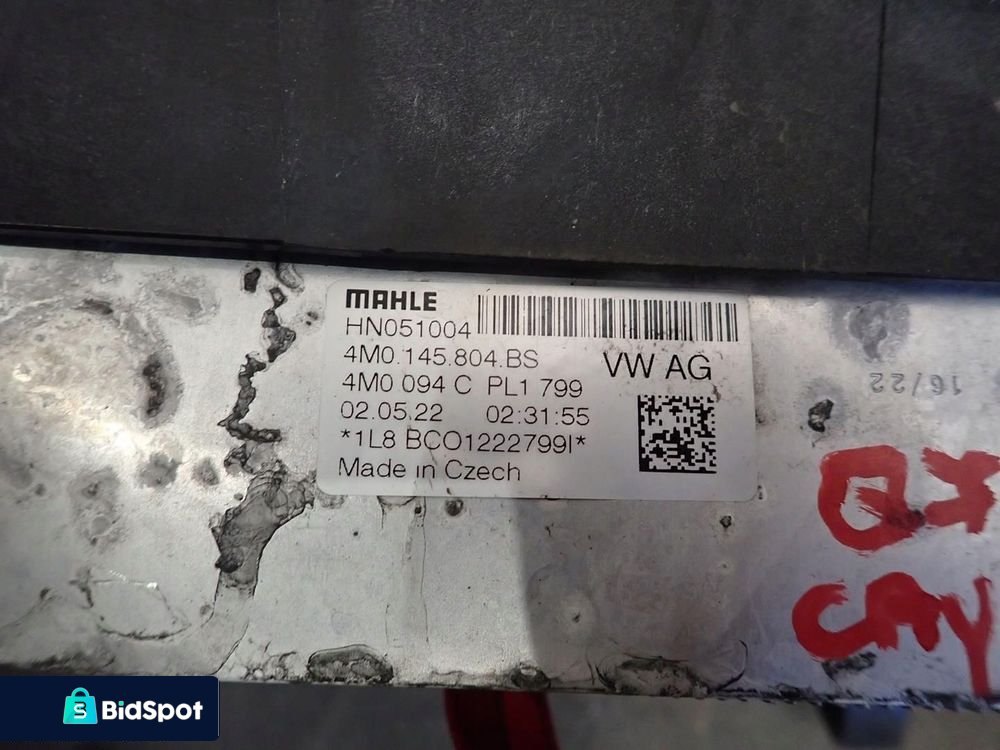 MAHLE
HN051004
4M0.145.804.BS
VW AG
4M0 094 C PL1 799
02.05.22 02:31:55
*1L8 BCO1222799I*
Made in Czech
16/22
CAY
BidSpot